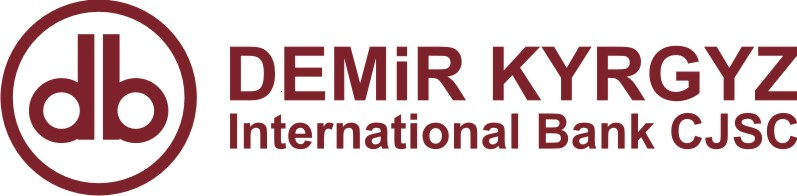 db
DEMiR KYRGYZ
International Bank CJSC